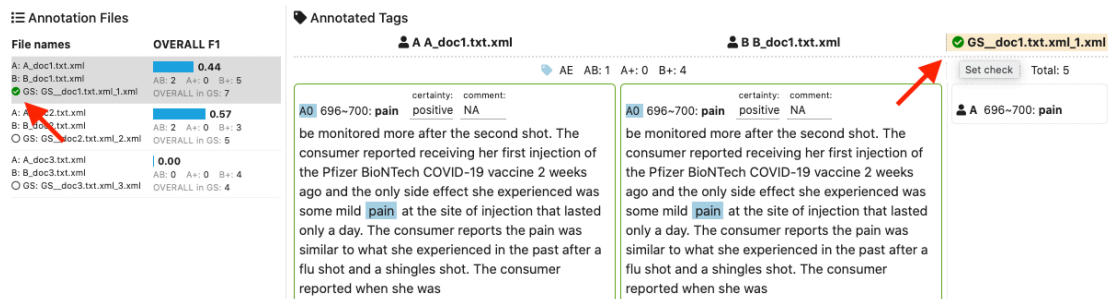 Annotation Files
File names OVERALL F1
A: A_doc1.txt.xml 0.44
B: B_doc1.txt.xml AB: 2 A+: 0 B+: 5
GS: GS__doc1.txt.xml_1.xml OVERALL in GS: 7
A: A_doc2.txt.xml 0.57
B: B_doc2.txt.xml AB: 2 A+: 0 B+: 3
GS: GS__doc2.txt.xml_2.xml OVERALL in GS: 5
A: A_doc3.txt.xml 0.00
B: B_doc3.txt.xml AB: 0 A+: 0 B+: 4
GS: GS__doc3.txt.xml_3.xml OVERALL in GS: 4
Annotated Tags
A A_doc1.txt.xml B B_doc1.txt.xml GS__doc1.txt.xml_1.xml
AE AB: 1 A+: 0 B+: 4 Set check Total: 5
certainty: comment:
A0 696~700: pain positive NA
be monitored more after the second shot. The
consumer reported receiving her first injection of
the Pfizer BioNTech COVID-19 vaccine 2 weeks
ago and the only side effect she experienced was
some mild pain at the site of injection that lasted
only a day. The consumer reports the pain was
similar to what she experienced in the past after a
flu shot and a shingles shot. The consumer
reported when she was
certainty: comment:
A0 696~700: pain positive NA
be monitored more after the second shot. The
consumer reported receiving her first injection of
the Pfizer BioNTech COVID-19 vaccine 2 weeks
ago and the only side effect she experienced was
some mild pain at the site of injection that lasted
only a day. The consumer reports the pain was
similar to what she experienced in the past after a
flu shot and a shingles shot. The consumer
reported when she was
A 696~700: pain